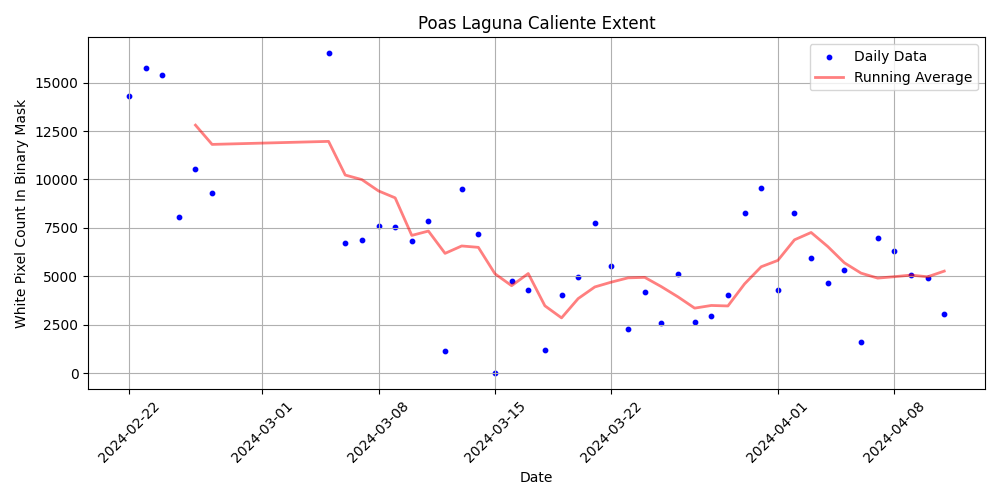 Poas Laguna Caliente Extent
Daily Data
Running Average
White Pixel Count In Binary Mask
15000
12500
10000
7500
5000
2500
0
2024-02-22
2024-03-01
2024-03-08
2024-03-15
2024-03-22
2024-04-01
2024-04-08
Date